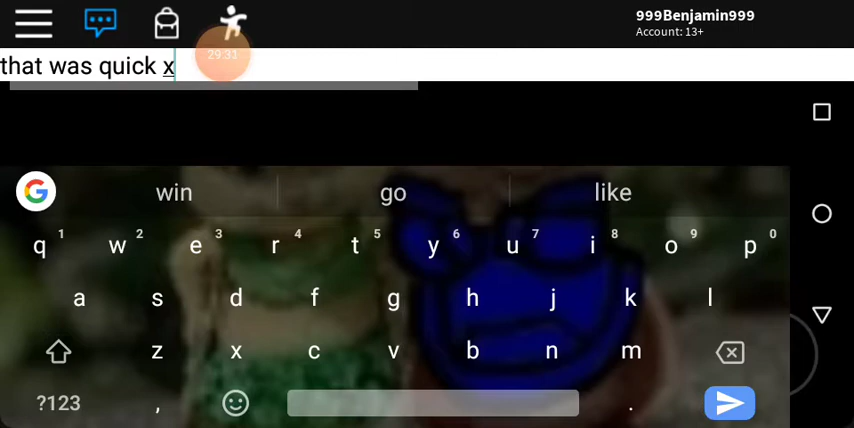 999Benjamin999
Account: 13+
29:31
that was quick x
G
win go like
q 1 w 2 e 3 r 4 t 5 y 6 u 7 i 8 o 9 p 0
a s d f g h j k l
z x c v b n m
?123 , .